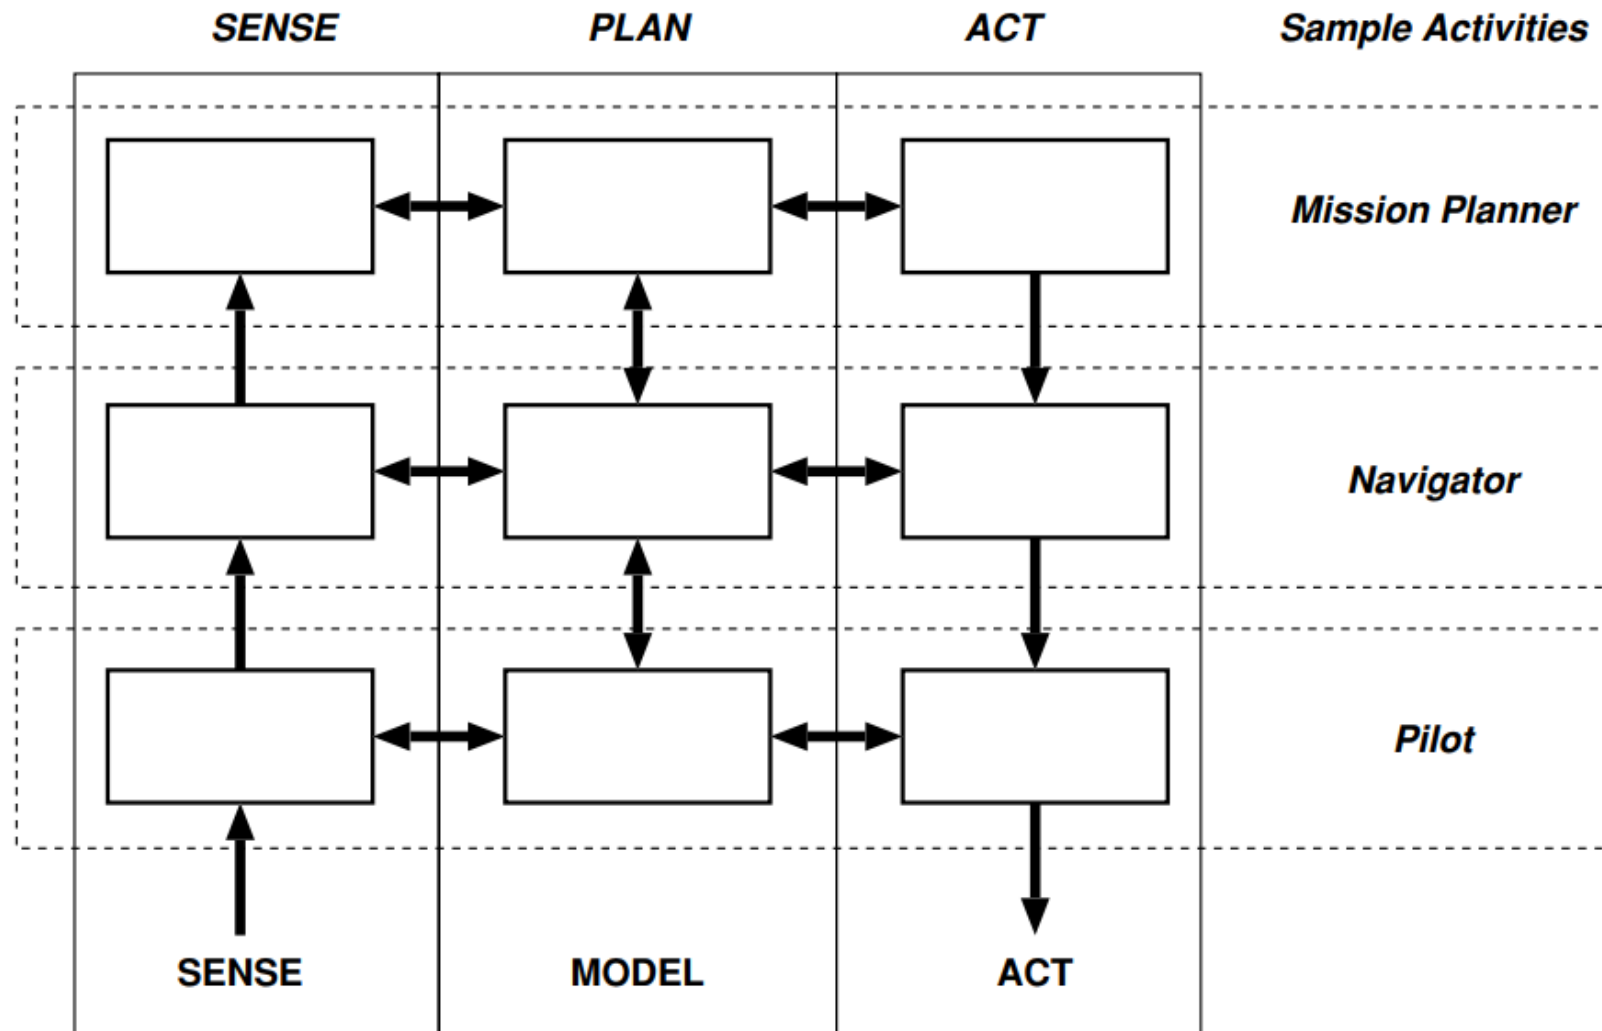 SENSE PLAN ACT Sample Activities
Mission Planner
Navigator
Pilot
SENSE MODEL ACT